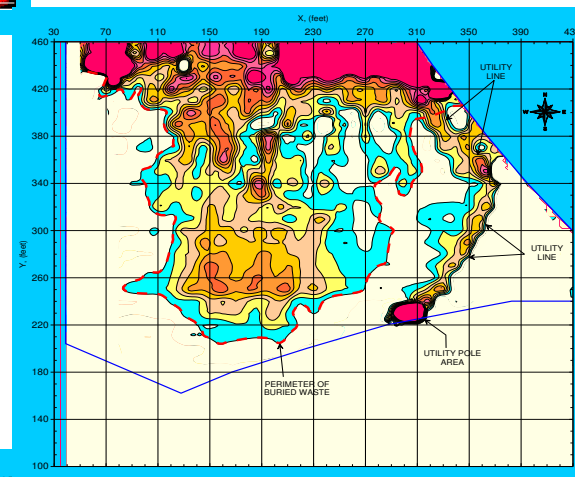 X, (feet)
30 70 110 150 190 230 270 310 350 390 43
460
420
380
340
300
260
220
180
140
100
Y, (feet)
UTILITY
LINE
N
W E
S
UTILITY
LINE
UTILITY POLE
AREA
PERIMETER OF
BURIED WASTE